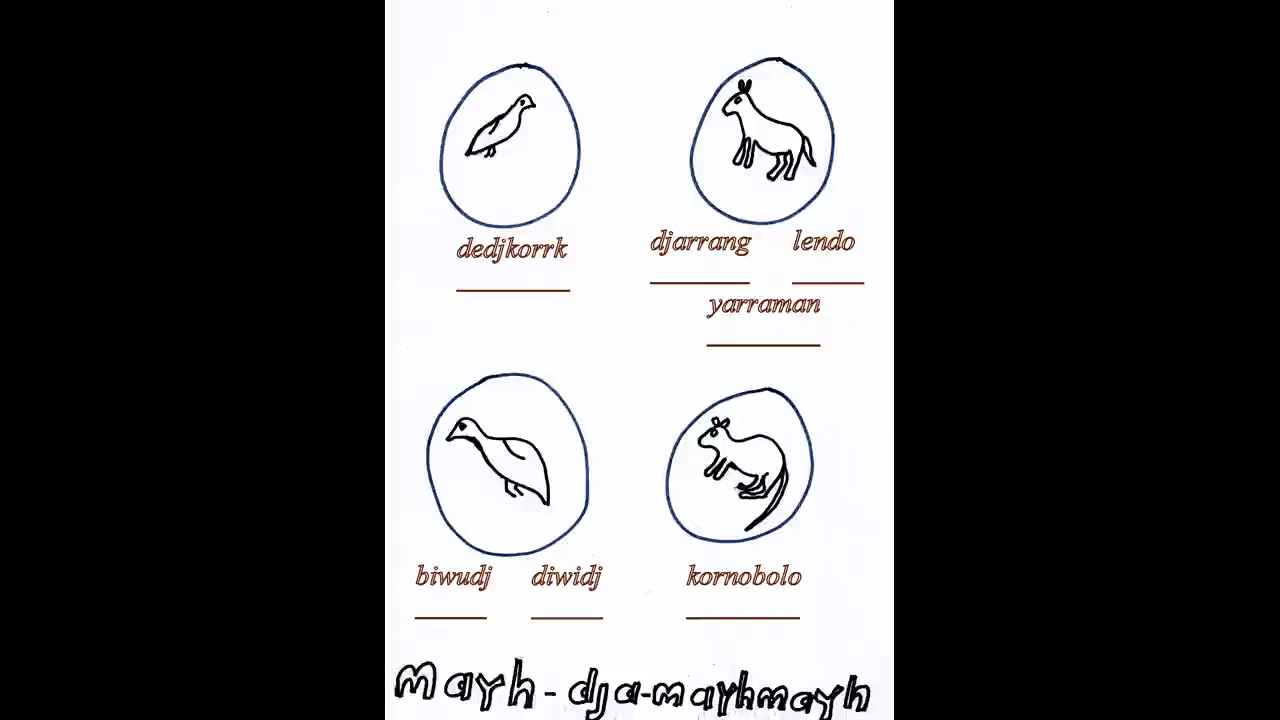 dedjkorrk
djarrang lendo
yarraman
biwudj diwidj
kornobolo
mayh-dja-mayhmayh